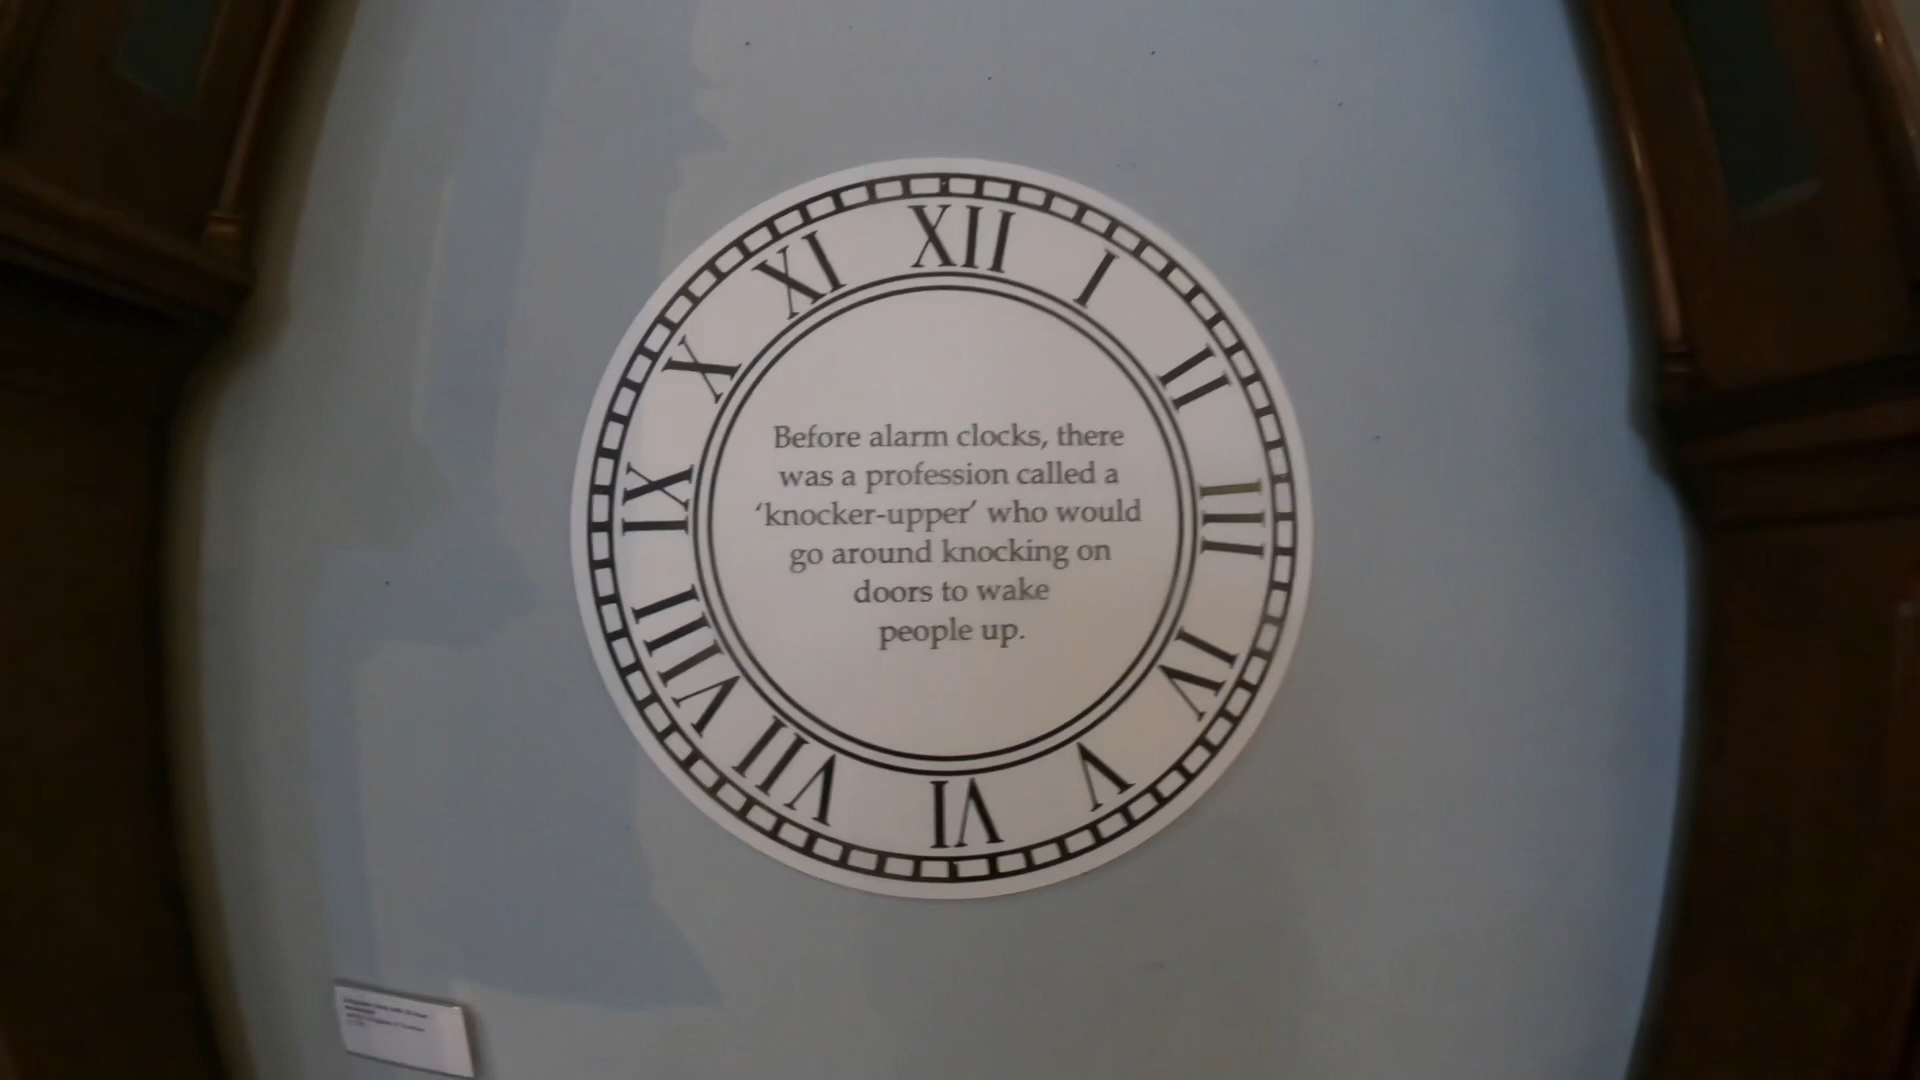 XII
I
II
III
IV
V
VI
VII
VIII
IX
X
XI
Before alarm clocks, there
was a profession called a
‘knocker-upper’ who would
go around knocking on
doors to wake
people up.